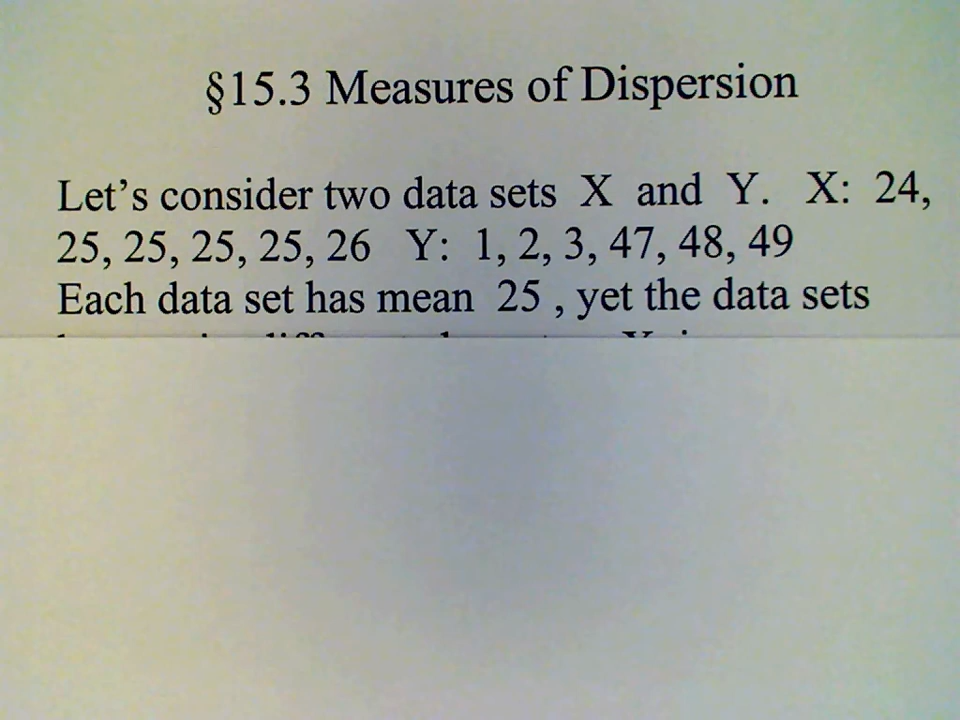 §15.3 Measures of Dispersion
Let’s consider two data sets X and Y. X: 24,
25, 25, 25, 25, 26 Y: 1, 2, 3, 47, 48, 49
Each data set has mean 25 , yet the data sets